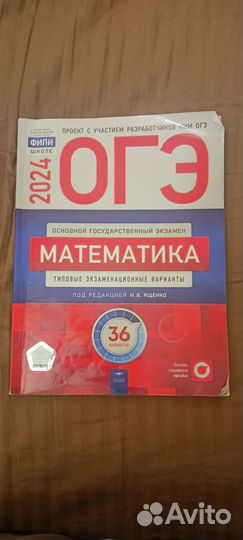 ФИПИ
ШКОЛЕ
2024
ПРОЕКТ С УЧАСТИЕМ РАЗРАБОТЧИКОВ КИМ ОГЭ
ОГЭ
ОСНОВНОЙ ГОСУДАРСТВЕННЫЙ ЭКЗАМЕН
МАТЕМАТИКА
ТИПОВЫЕ ЭКЗАМЕНАЦИОННЫЕ ВАРИАНТЫ
ПОД РЕДАКЦИЕЙ И. В. ЯЩЕНКО
36
ВАРИАНТОВ
Avito